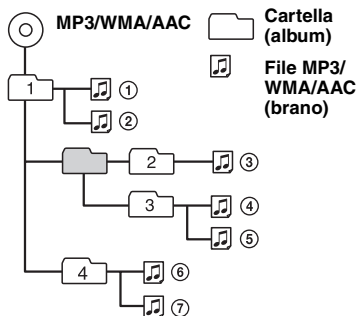 MP3/WMA/AAC
Cartella
(album)
File MP3/
WMA/AAC
(brano)
1
①
②
2
③
3
④
⑤
4
⑥
⑦